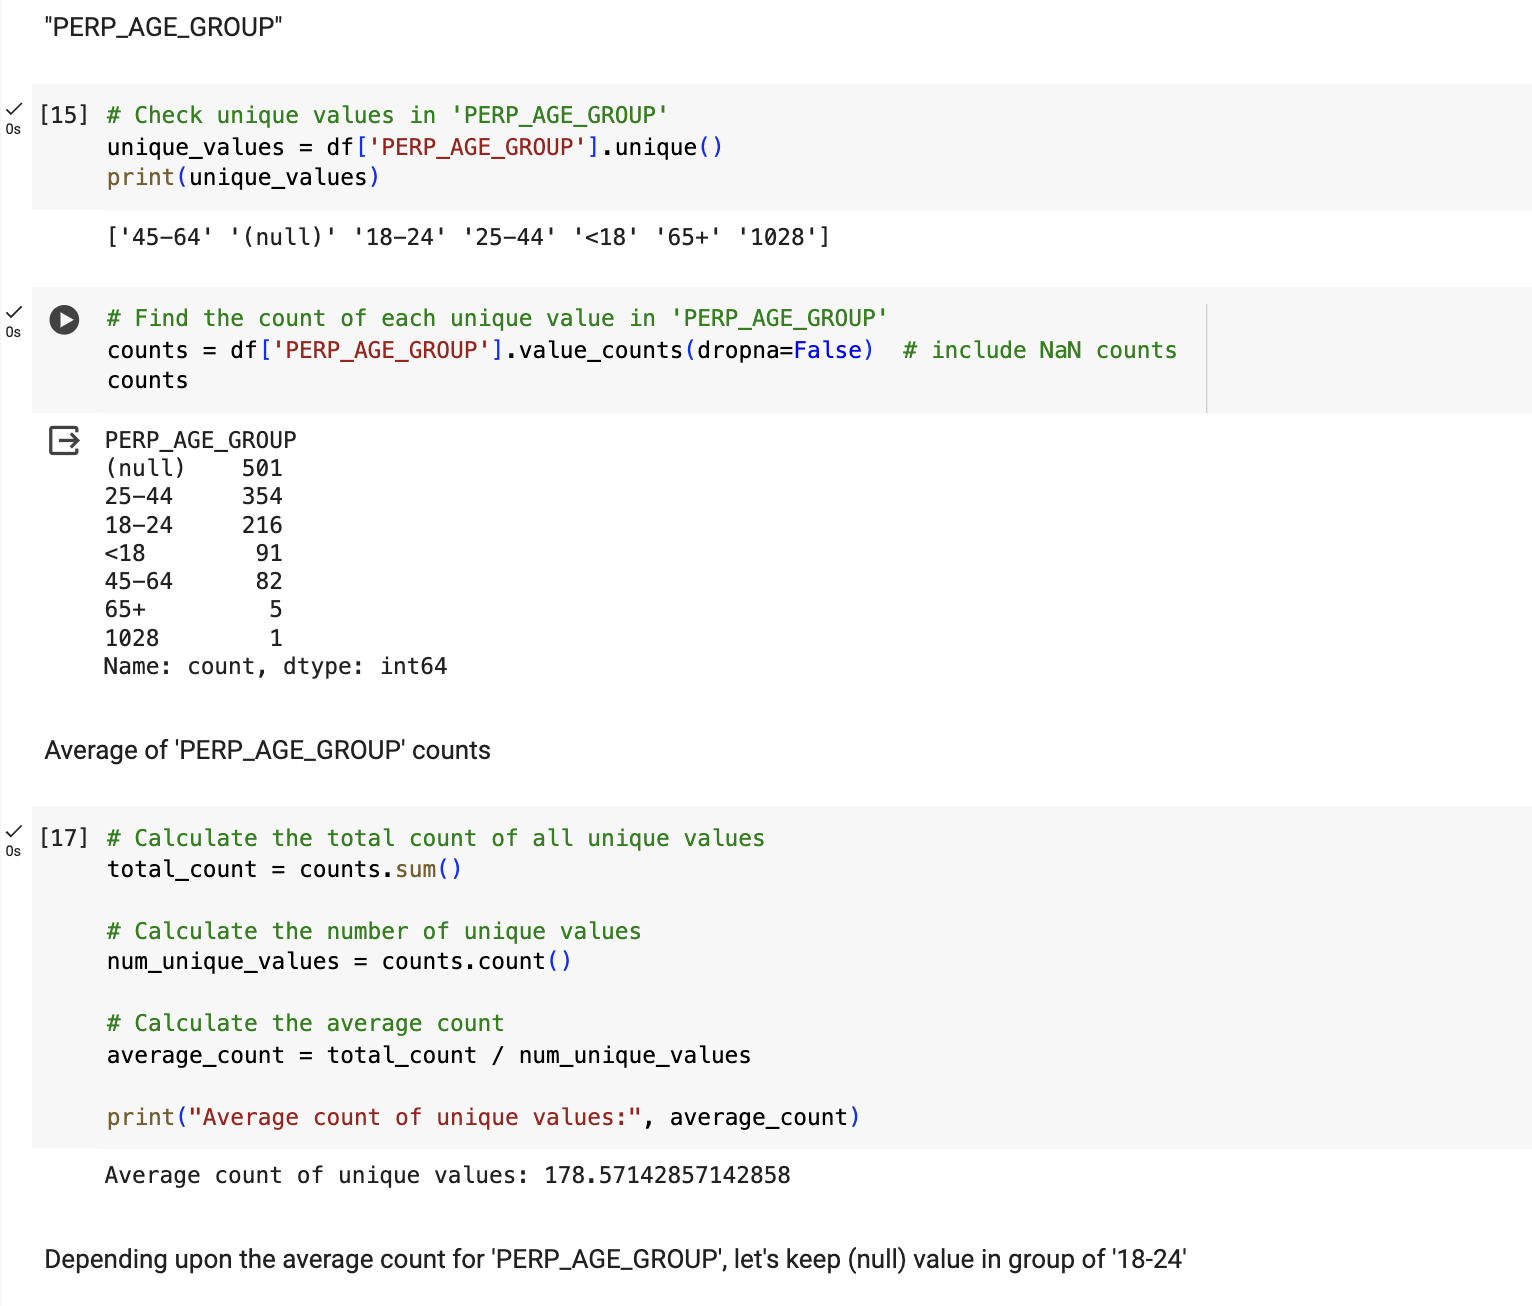 "PERP_AGE_GROUP"
[15] # Check unique values in 'PERP_AGE_GROUP'
0s
unique_values = df['PERP_AGE_GROUP'].unique()
print(unique_values)
['45-64' '(null)' '18-24' '25-44' '<18' '65+' '1028']
# Find the count of each unique value in 'PERP_AGE_GROUP'
0s
counts = df['PERP_AGE_GROUP'].value_counts(dropna=False)  # include NaN counts
counts
PERP_AGE_GROUP
(null)    501
25-44     354
18-24     216
<18        91
45-64      82
65+         5
1028        1
Name: count, dtype: int64
Average of 'PERP_AGE_GROUP' counts
[17] # Calculate the total count of all unique values
0s
total_count = counts.sum()
# Calculate the number of unique values
num_unique_values = counts.count()
# Calculate the average count
average_count = total_count / num_unique_values
print("Average count of unique values:", average_count)
Average count of unique values: 178.57142857142858
Depending upon the average count for 'PERP_AGE_GROUP', let's keep (null) value in group of '18-24'